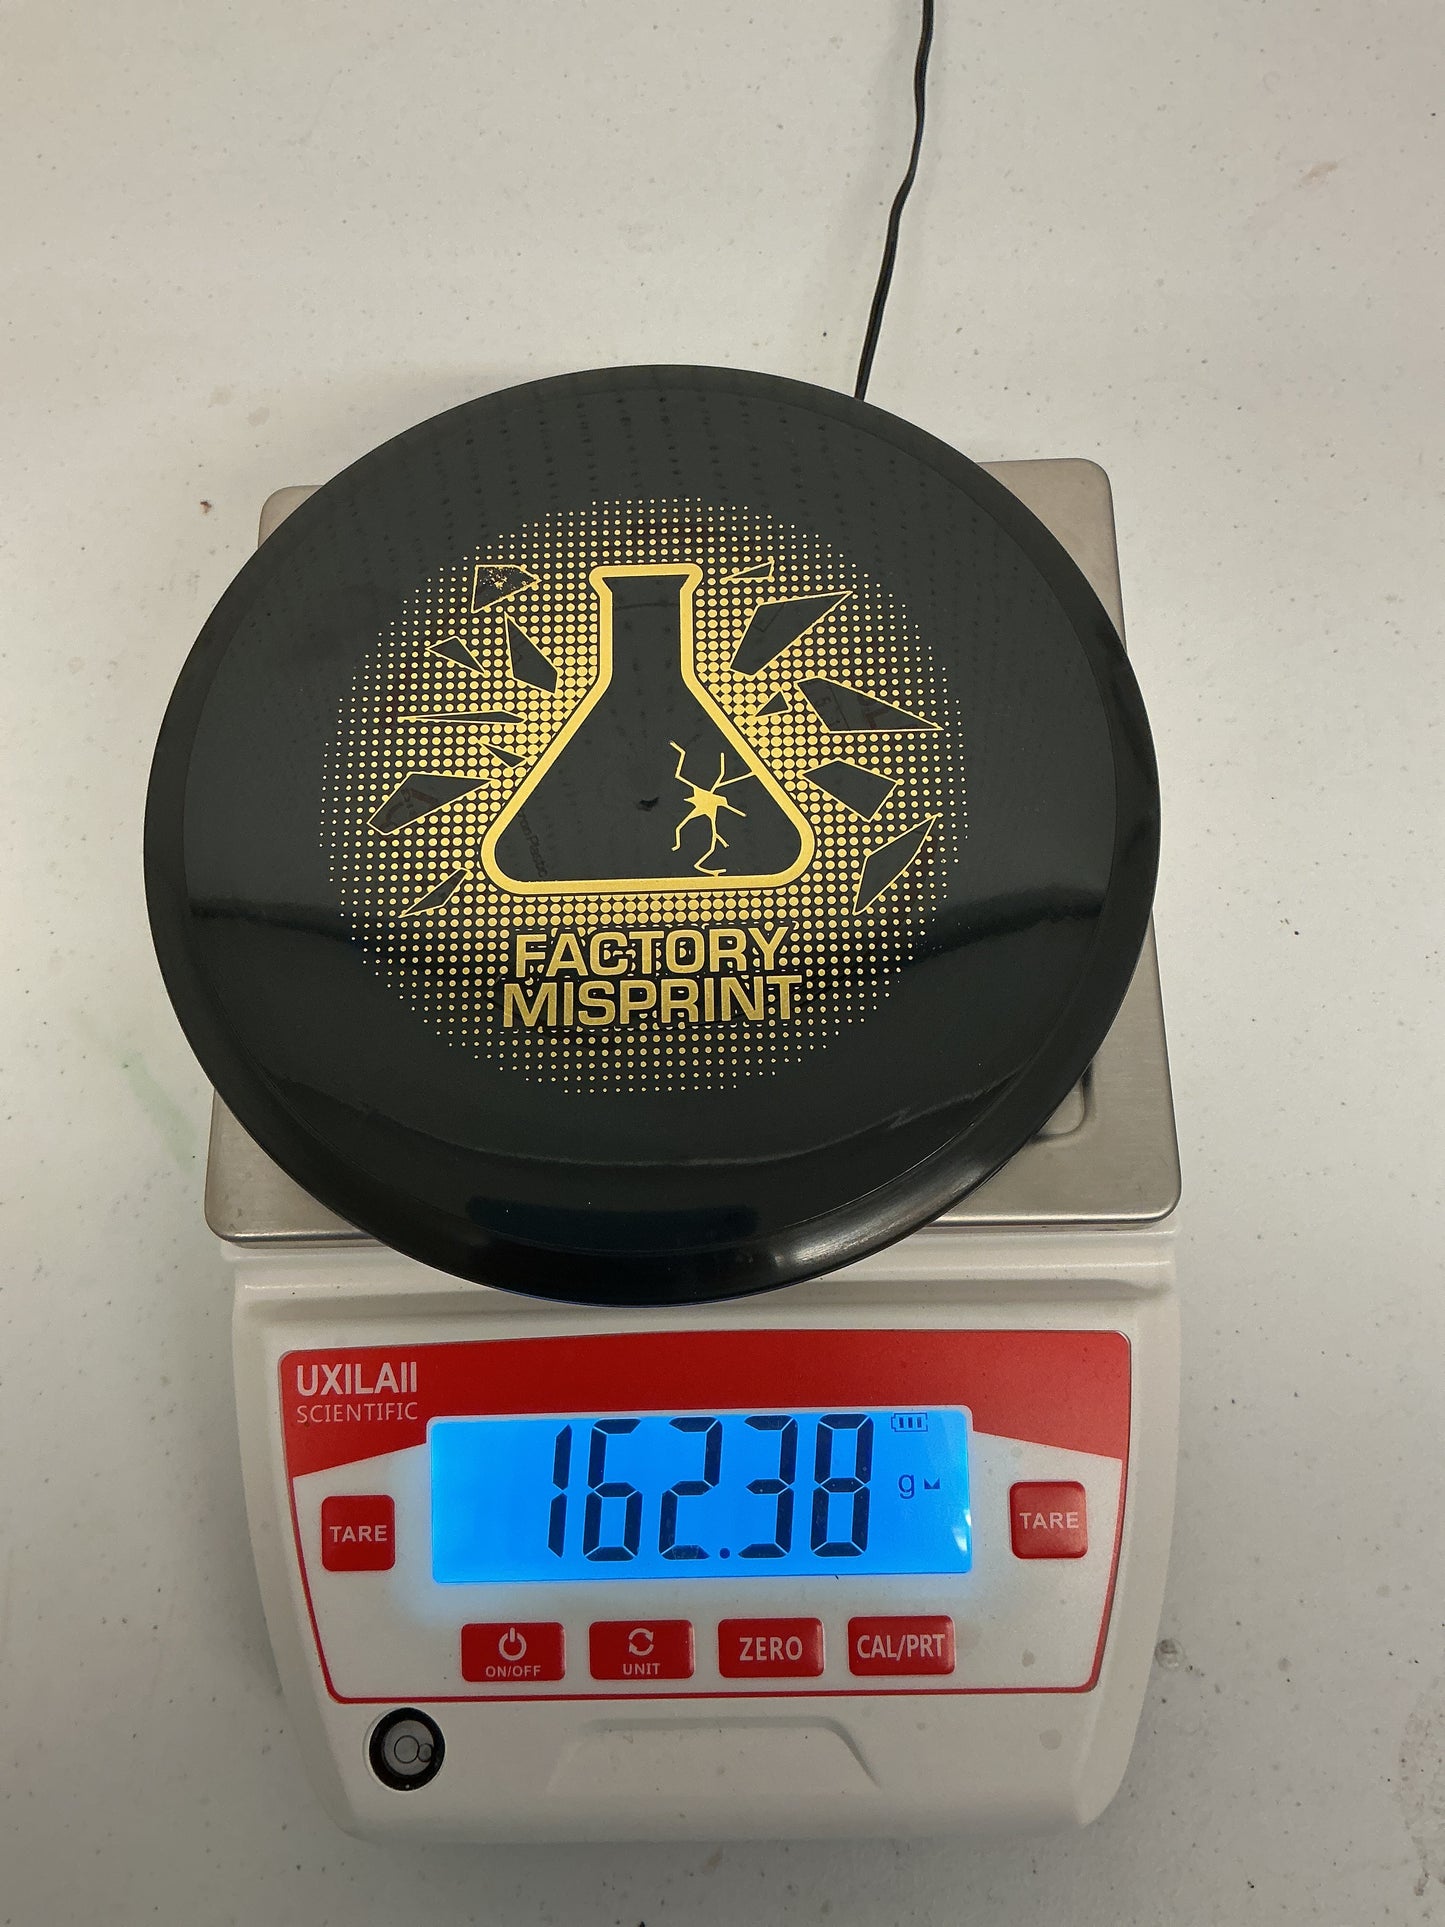 FACTORY
MISPRINT
UXILAII
SCIENTIFIC
162.38
g
TARE
TARE
ON/OFF
UNIT
ZERO
CAL/PRT